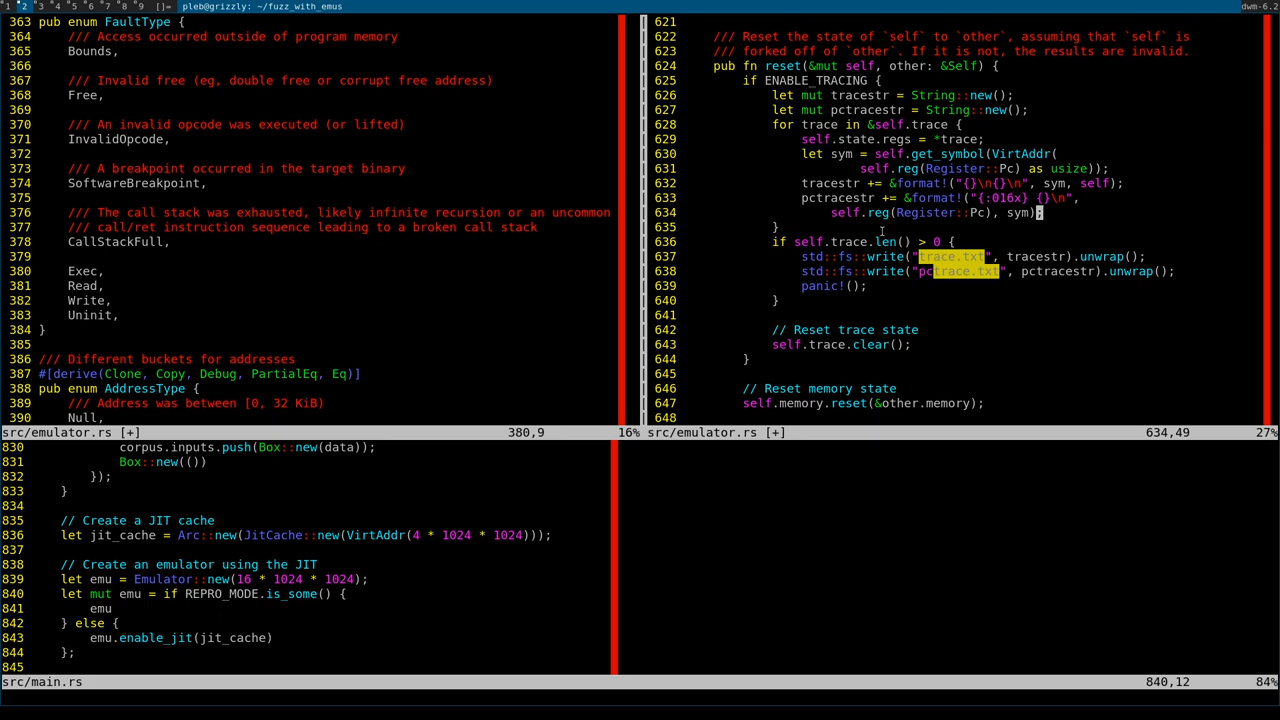 1 2 3 4 5 6 7 8 9 []= pleb@grizzly: ~/fuzz_with_emus dwm-6.2
363 pub enum FaultType {
364     /// Access occurred outside of program memory
365     Bounds,
366
367     /// Invalid free (eg, double free or corrupt free address)
368     Free,
369
370     /// An invalid opcode was executed (or lifted)
371     InvalidOpcode,
372
373     /// A breakpoint occurred in the target binary
374     SoftwareBreakpoint,
375
376     /// The call stack was exhausted, likely infinite recursion or an uncommon
377     /// call/ret instruction sequence leading to a broken call stack
378     CallStackFull,
379
380     Exec,
381     Read,
382     Write,
383     Uninit,
384 }
385
386 /// Different buckets for addresses
387 #[derive(Clone, Copy, Debug, PartialEq, Eq)]
388 pub enum AddressType {
389     /// Address was between [0, 32 KiB)
390     Null,
src/emulator.rs [+] 380,9 16%
621
622     /// Reset the state of `self` to `other`, assuming that `self` is
623     /// forked off of `other`. If it is not, the results are invalid.
624     pub fn reset(&mut self, other: &Self) {
625         if ENABLE_TRACING {
626             let mut tracestr = String::new();
627             let mut pctracestr = String::new();
628             for trace in &self.trace {
629                 self.state.regs = *trace;
630                 let sym = self.get_symbol(VirtAddr(
631                         self.reg(Register::Pc) as usize));
632                 tracestr += &format!("{}\n{}\n", sym, self);
633                 pctracestr += &format!("{:016x} {}\n",
634                     self.reg(Register::Pc), sym);
635             }
636             if self.trace.len() > 0 {
637                 std::fs::write("trace.txt", tracestr).unwrap();
638                 std::fs::write("pctrace.txt", pctracestr).unwrap();
639                 panic!();
640             }
641
642             // Reset trace state
643             self.trace.clear();
644         }
645
646         // Reset memory state
647         self.memory.reset(&other.memory);
648
src/emulator.rs [+] 634,49 27%
830             corpus.inputs.push(Box::new(data));
831             Box::new(())
832         });
833     }
834
835     // Create a JIT cache
836     let jit_cache = Arc::new(JitCache::new(VirtAddr(4 * 1024 * 1024)));
837
838     // Create an emulator using the JIT
839     let emu = Emulator::new(16 * 1024 * 1024);
840     let mut emu = if REPRO_MODE.is_some() {
841         emu
842     } else {
843         emu.enable_jit(jit_cache)
844     };
845
src/main.rs 840,12 84%